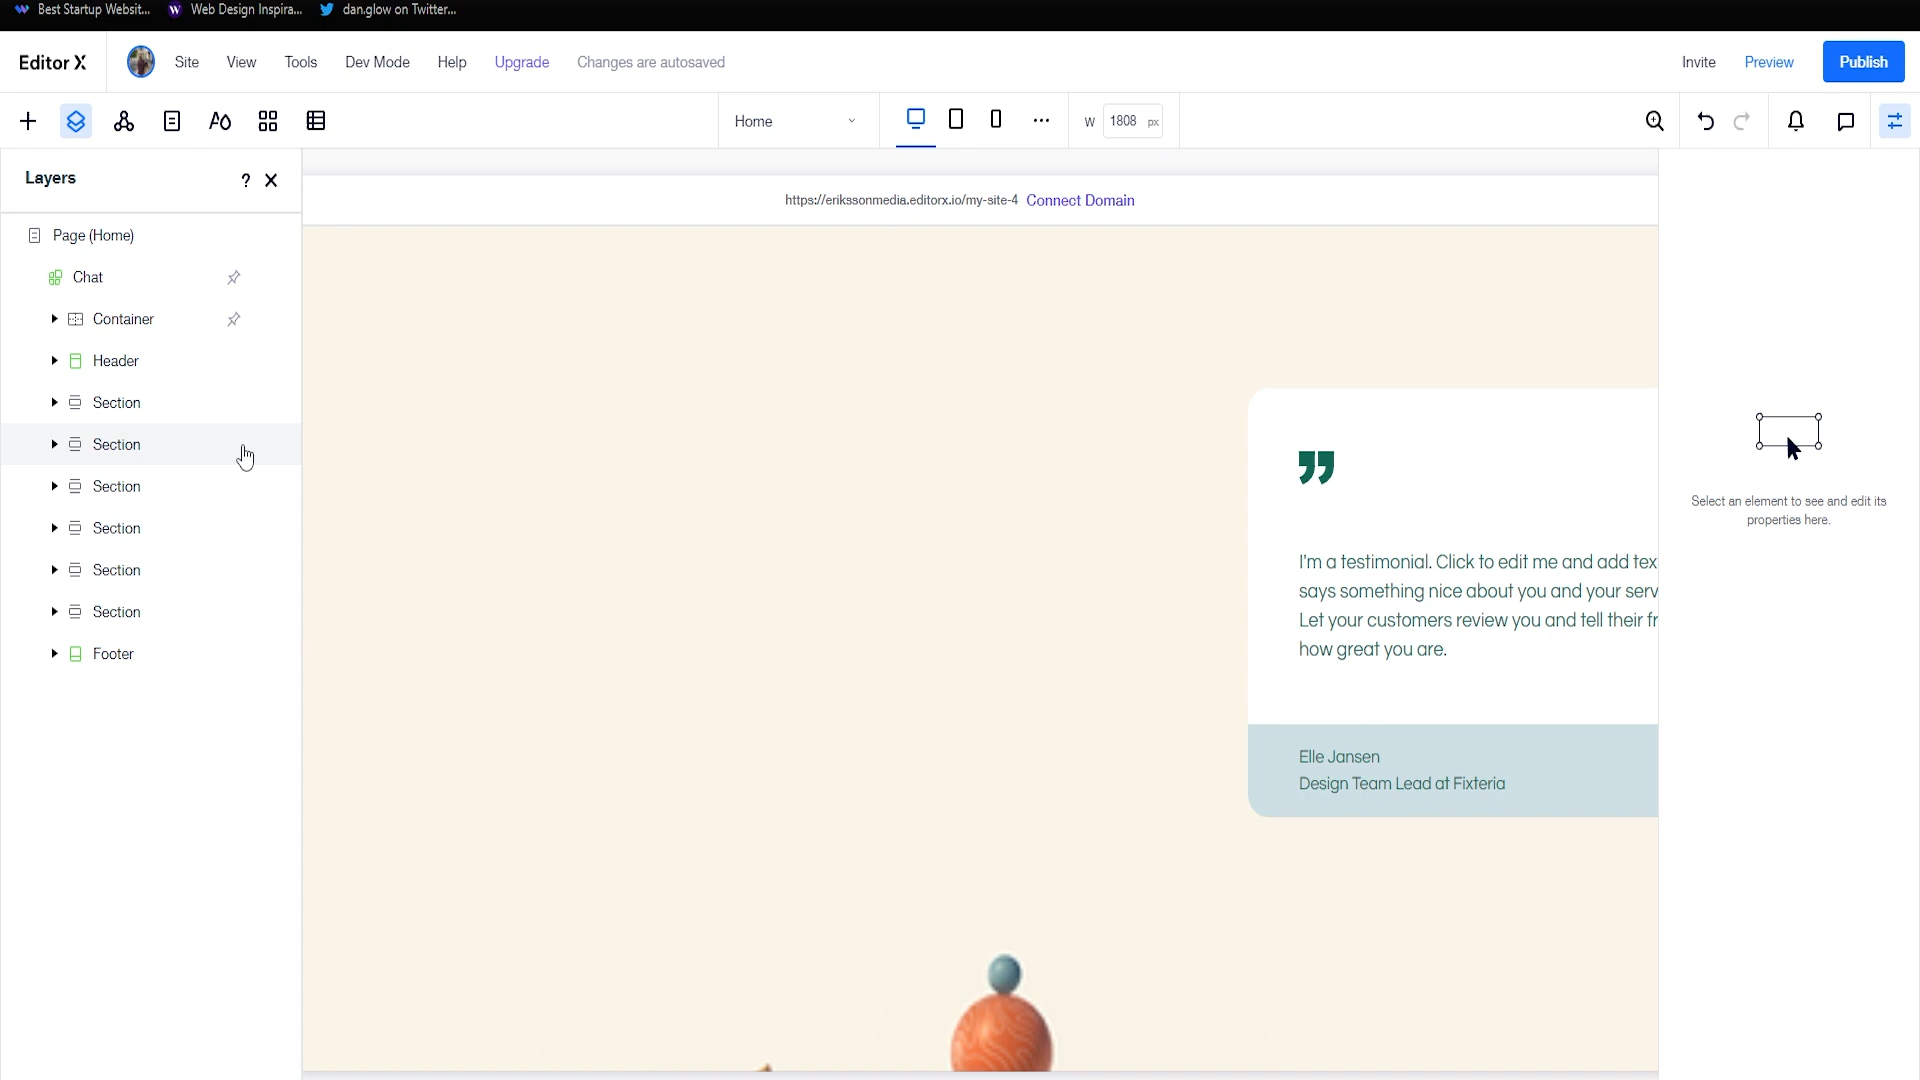 Best Startup Websit...
Web Design Inspira...
dan.glow on Twitter...
Editor X
Site
View
Tools
Dev Mode
Help
Upgrade
Changes are autosaved
Invite
Preview
Publish
Home
W
1808
px
Layers
?
https://erikssonmedia.editorx.io/my-site-4 Connect Domain
Page (Home)
Chat
Container
Header
Section
Section
Section
Section
Section
Section
Footer
I'm a testimonial. Click to edit me and add tex
says something nice about you and your serv
Let your customers review you and tell their fr
how great you are.
Elle Jansen
Design Team Lead at Fixteria
Select an element to see and edit its
properties here.